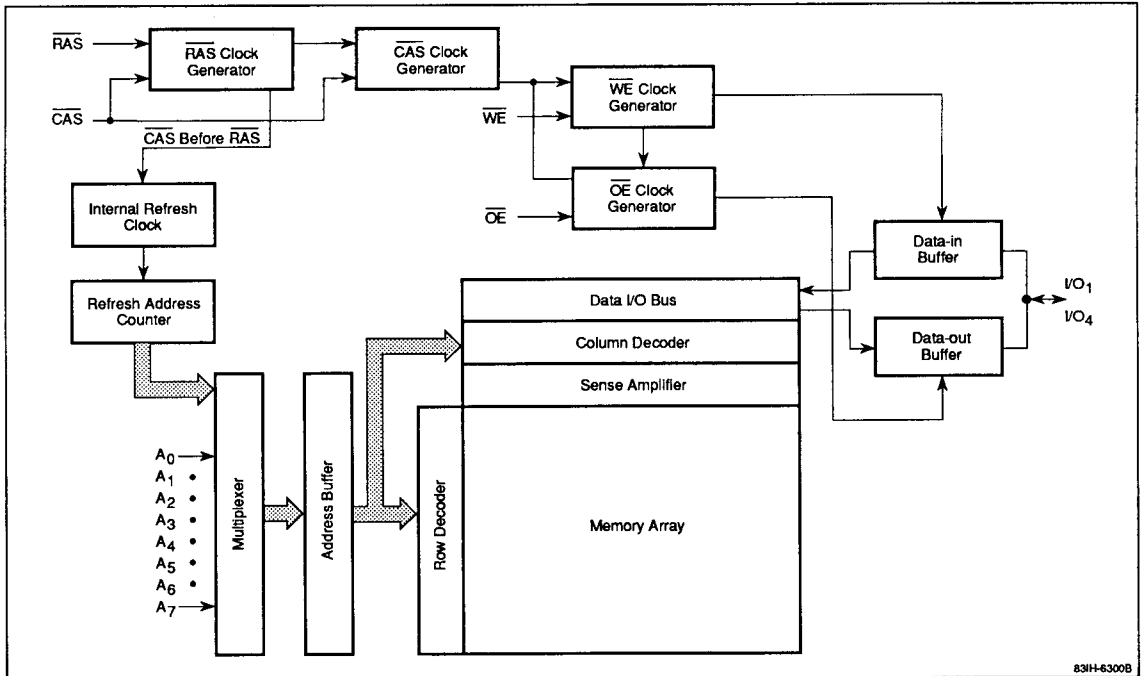 RAS
RAS Clock
Generator
CAS Clock
Generator
CAS
CAS Before RAS
WE
WE Clock
Generator
OE
OE Clock
Generator
Internal Refresh
Clock
Refresh Address
Counter
Data-in
Buffer
I/O1
I/O4
Data-out
Buffer
Data I/O Bus
Column Decoder
Sense Amplifier
A0
A1
A2
A3
A4
A5
A6
A7
Multiplexer
Address Buffer
Row Decoder
Memory Array
83IH-6300B